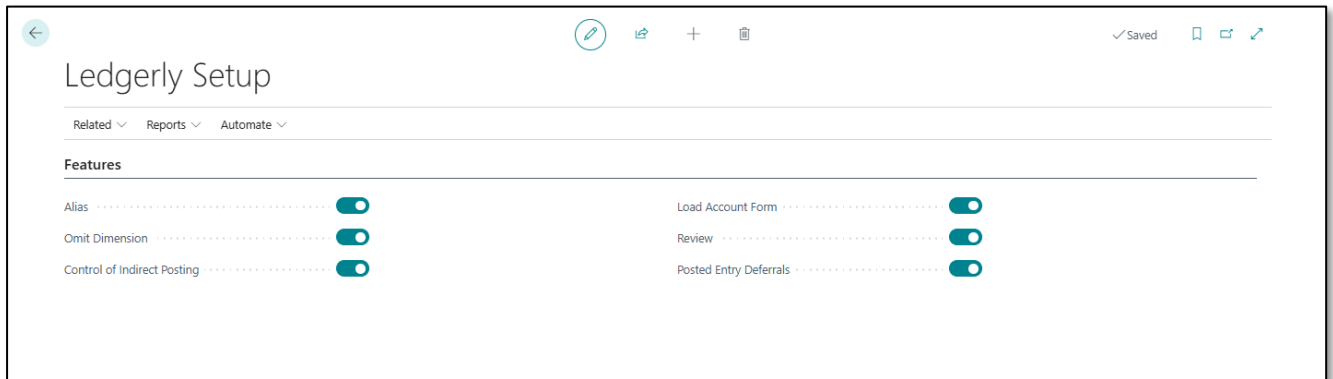 Saved
Ledgerly Setup
Related Reports Automate
Features
Alias Load Account Form
Omit Dimension Review
Control of Indirect Posting Posted Entry Deferrals